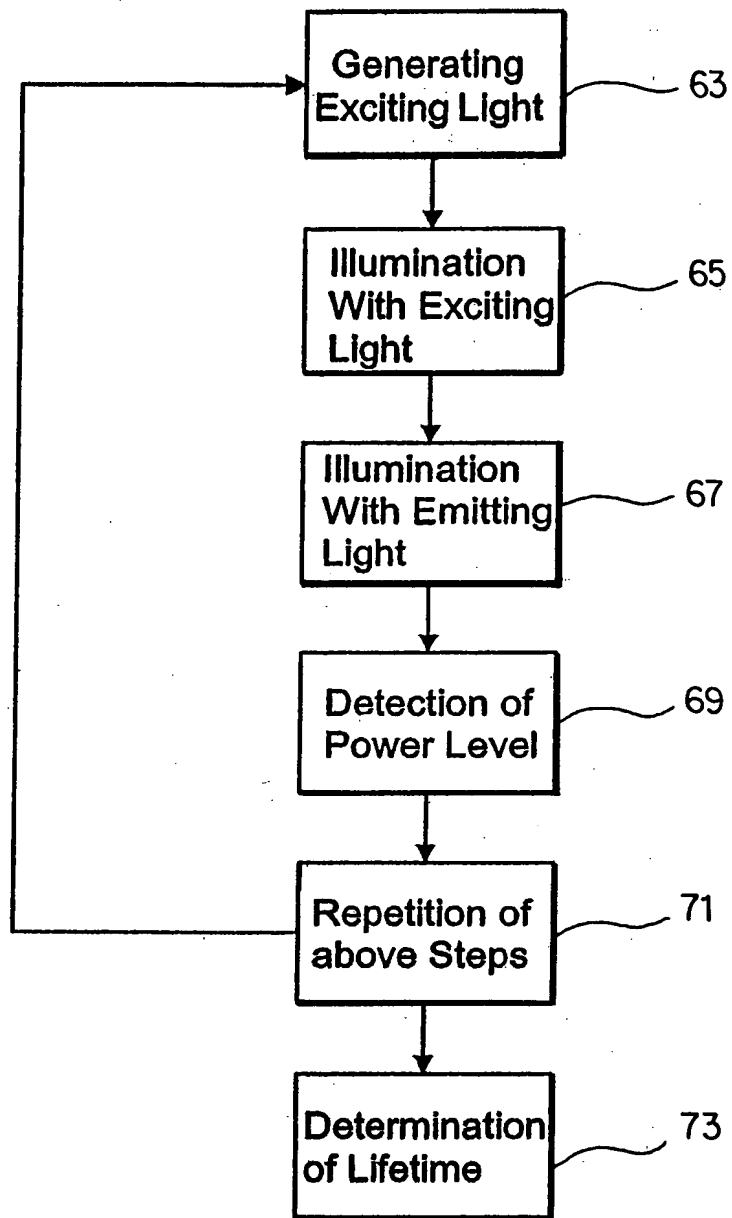 Generating
Exciting Light
63
Illumination
With Exciting
Light
65
Illumination
With Emitting
Light
67
Detection of
Power Level
69
Repetition of
above Steps
71
Determination
of Lifetime
73